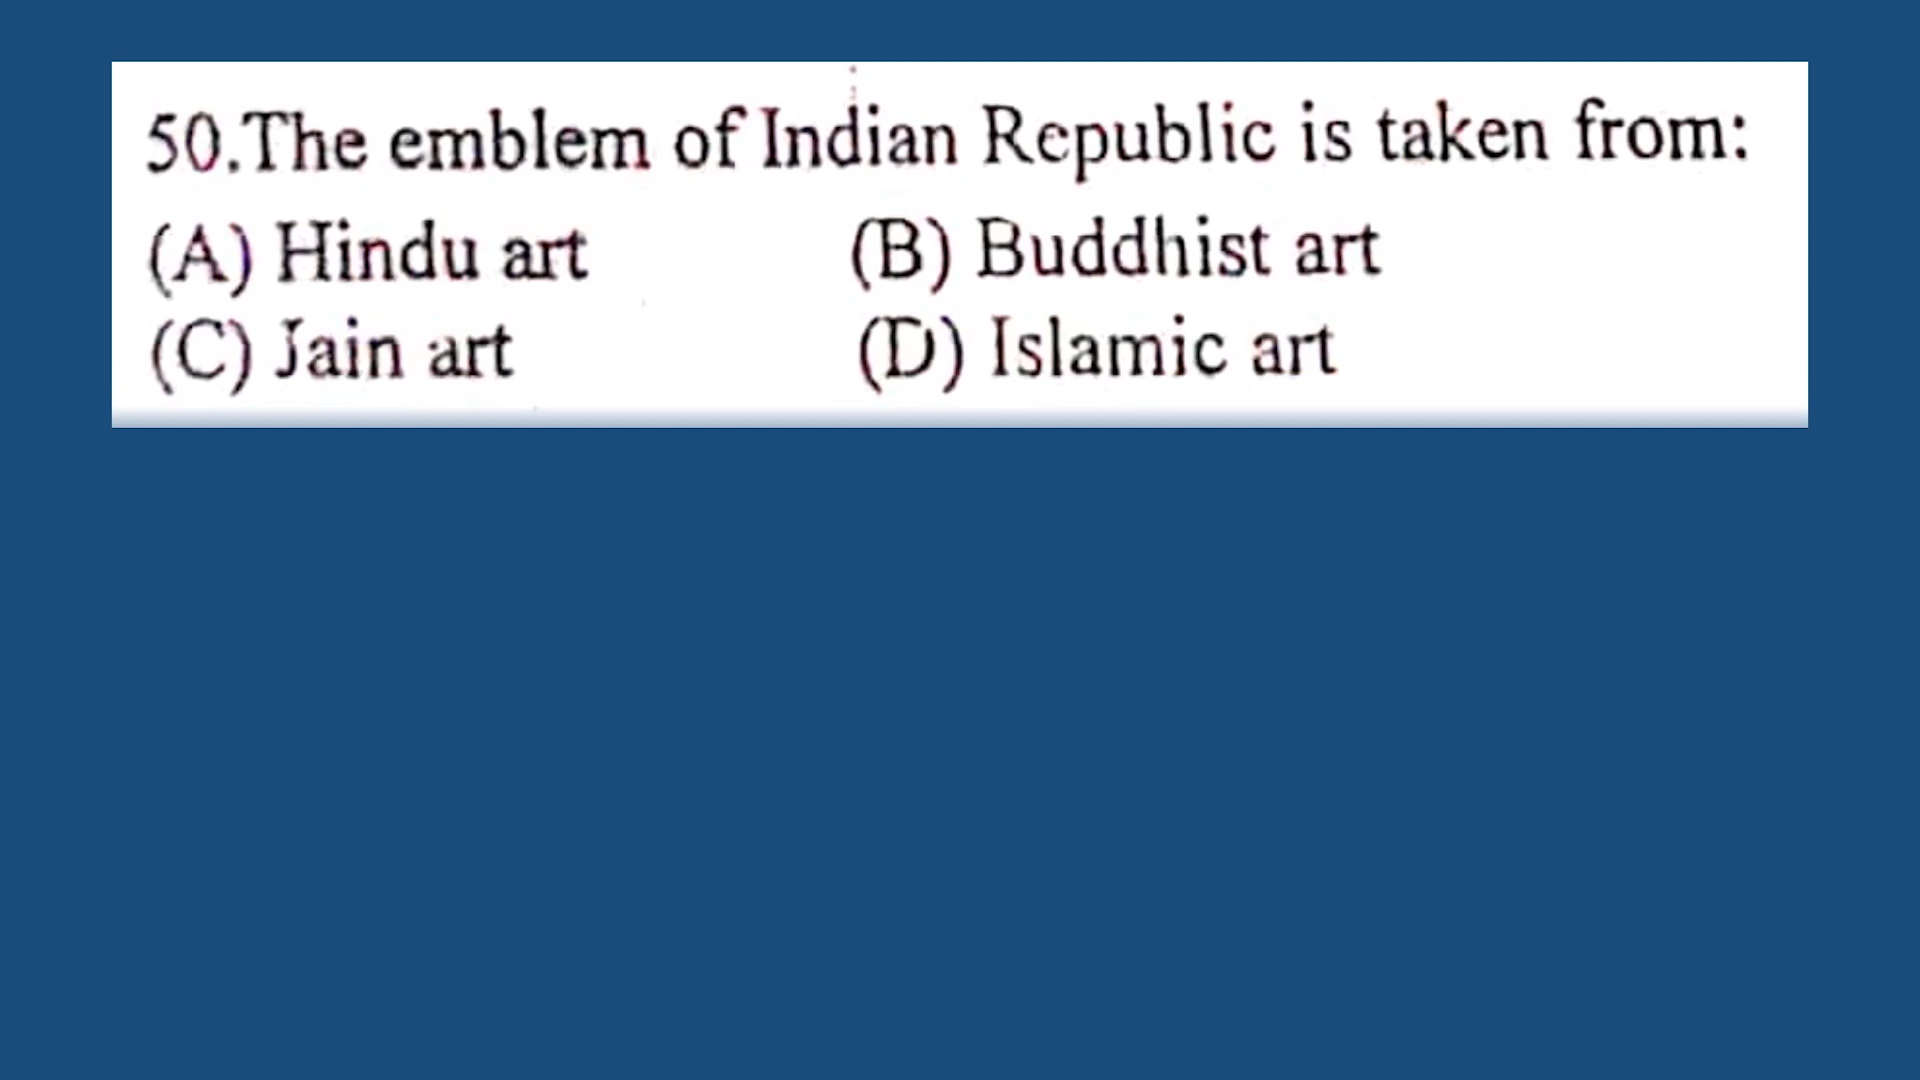 50.The emblem of Indian Republic is taken from:
(A) Hindu art (B) Buddhist art
(C) Jain art (D) Islamic art